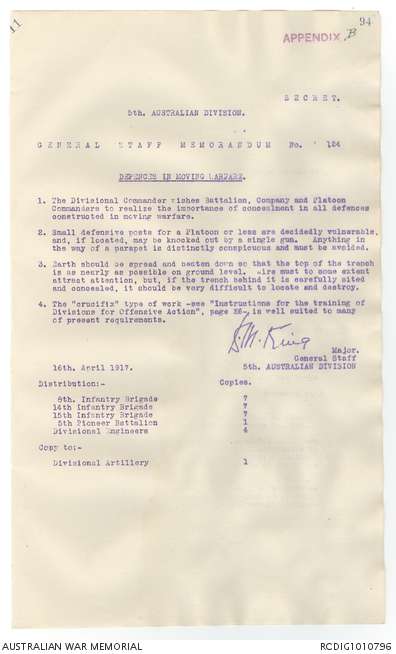 11
94
APPENDIX B
S E C R E T.
5th. AUSTRALIAN DIVISION.
G E N E R A L   S T A F F   M E M O R A N D U M   No.   124
DEFENCES IN MOVING WARFARE.
1. The Divisional Commander wishes Battalion, Company and Platoon
Commanders to realize the importance of concealment in all defences
constructed in moving warfare.
2. Small defensive posts for a Platoon or less are decidedly vulnerable,
and, if located, may be knocked out by a single gun. Anything in
the way of a parapet is distinctly conspicuous and must be avoided.
3. Earth should be spread and beaten down so that the top of the trench
is as nearly as possible on ground level. Wire must to some extent
attract attention, but, if the trench behind it is carefully sited
and concealed, it should be very difficult to locate and destroy.
4. The "crucifix" type of work -see "Instructions for the training of
Divisions for Offensive Action", page 26- is well suited to many
of present requirements.
Major.
General Staff
16th. April 1917. 5th. AUSTRALIAN DIVISION
Distribution:- Copies.
8th. Infantry Brigade 7
14th Infantry Brigade 7
15th Infantry Brigade 7
5th Pioneer Battalion 1
Divisional Engineers 4
Copy to:-
Divisional Artillery 1
AUSTRALIAN WAR MEMORIAL RCDIG1010796